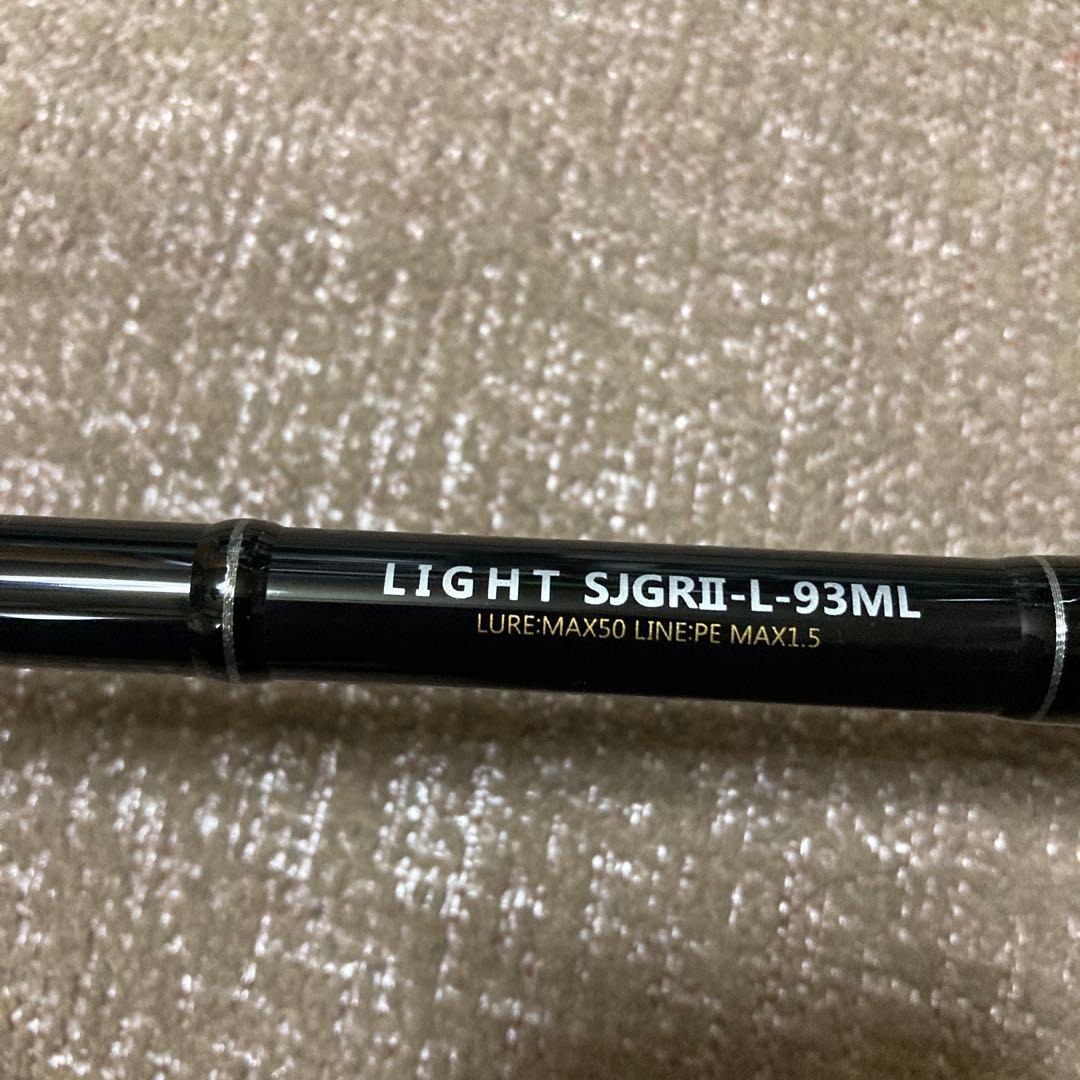 LIGHT SJGRⅡ-L-93ML
LURE:MAX50 LINE:PE MAX1.5